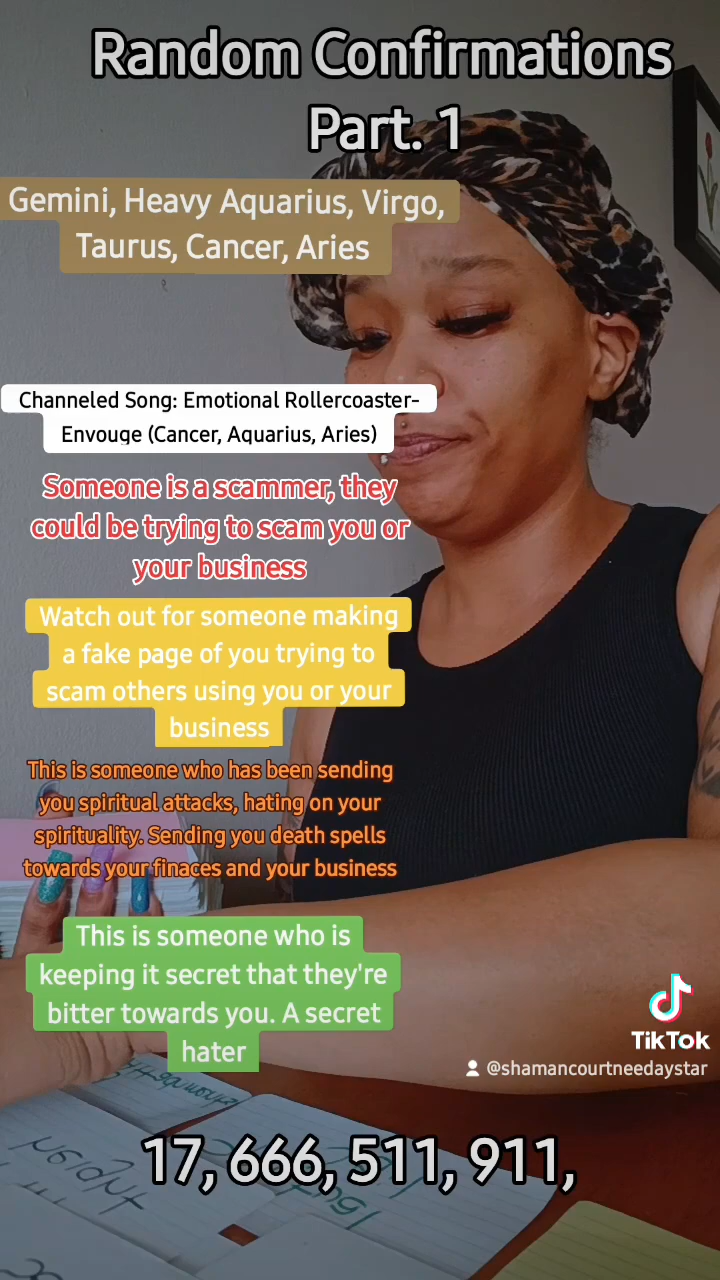 Random Confirmations
Part. 1
Gemini, Heavy Aquarius, Virgo,
Taurus, Cancer, Aries
Channeled Song: Emotional Rollercoaster-
Envouge (Cancer, Aquarius, Aries)
Someone is a scammer, they
could be trying to scam you or
your business
Watch out for someone making
a fake page of you trying to
scam others using you or your
business
This is someone who has been sending
you spiritual attacks, hating on your
spirituality. Sending you death spells
towards your finaces and your business
This is someone who is
keeping it secret that they're
bitter towards you. A secret
hater
TikTok
@shamancourtneedaystar
17, 666, 511, 911,